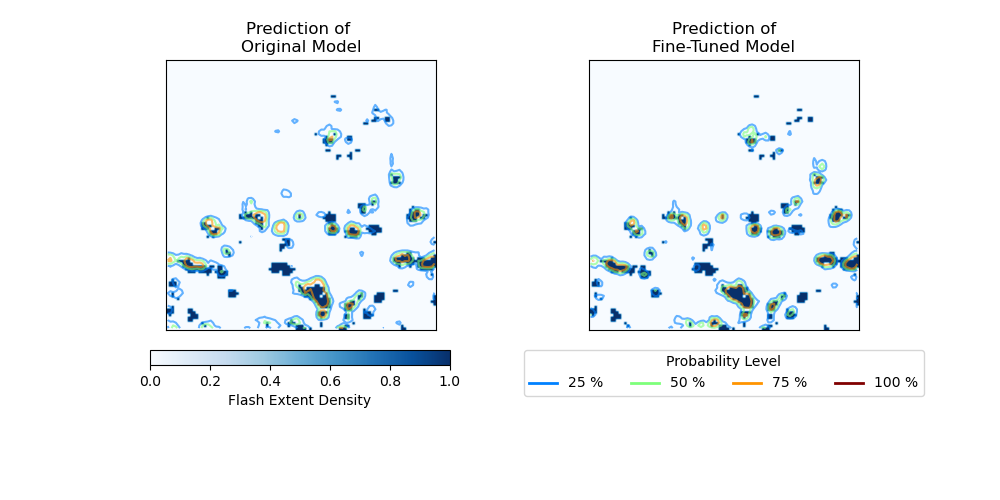 Prediction of
Original Model
Prediction of
Fine-Tuned Model
0.0 0.2 0.4 0.6 0.8 1.0
Flash Extent Density
Probability Level
25 % 50 % 75 % 100 %